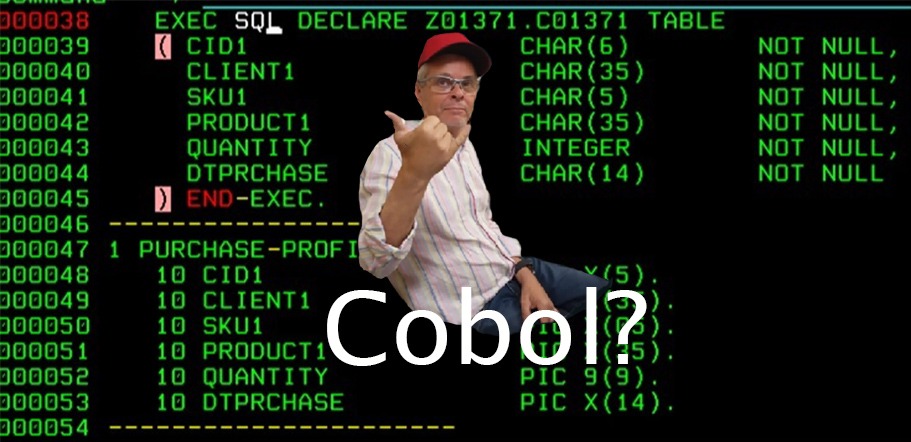 000038 EXEC SQL DECLARE Z01371.C01371 TABLE
000039 ( CID1 CHAR(6) NOT NULL,
000040 CLIENT1 CHAR(35) NOT NULL,
000041 SKU1 CHAR(5) NOT NULL,
000042 PRODUCT1 CHAR(35) NOT NULL,
000043 QUANTITY INTEGER NOT NULL,
000044 DTPRCHASE CHAR(14) NOT NULL
000045 ) END-EXEC.
000046 ----------------
000047 1 PURCHASE-PROFI
000048 10 CID1 X(5).
000049 10 CLIENT1
000050 10 SKU1 PIC
000051 10 PRODUCT1
Cobol?
000052 10 QUANTITY PIC 9(9).
000053 10 DTPRCHASE PIC X(14).
000054 ----------------------